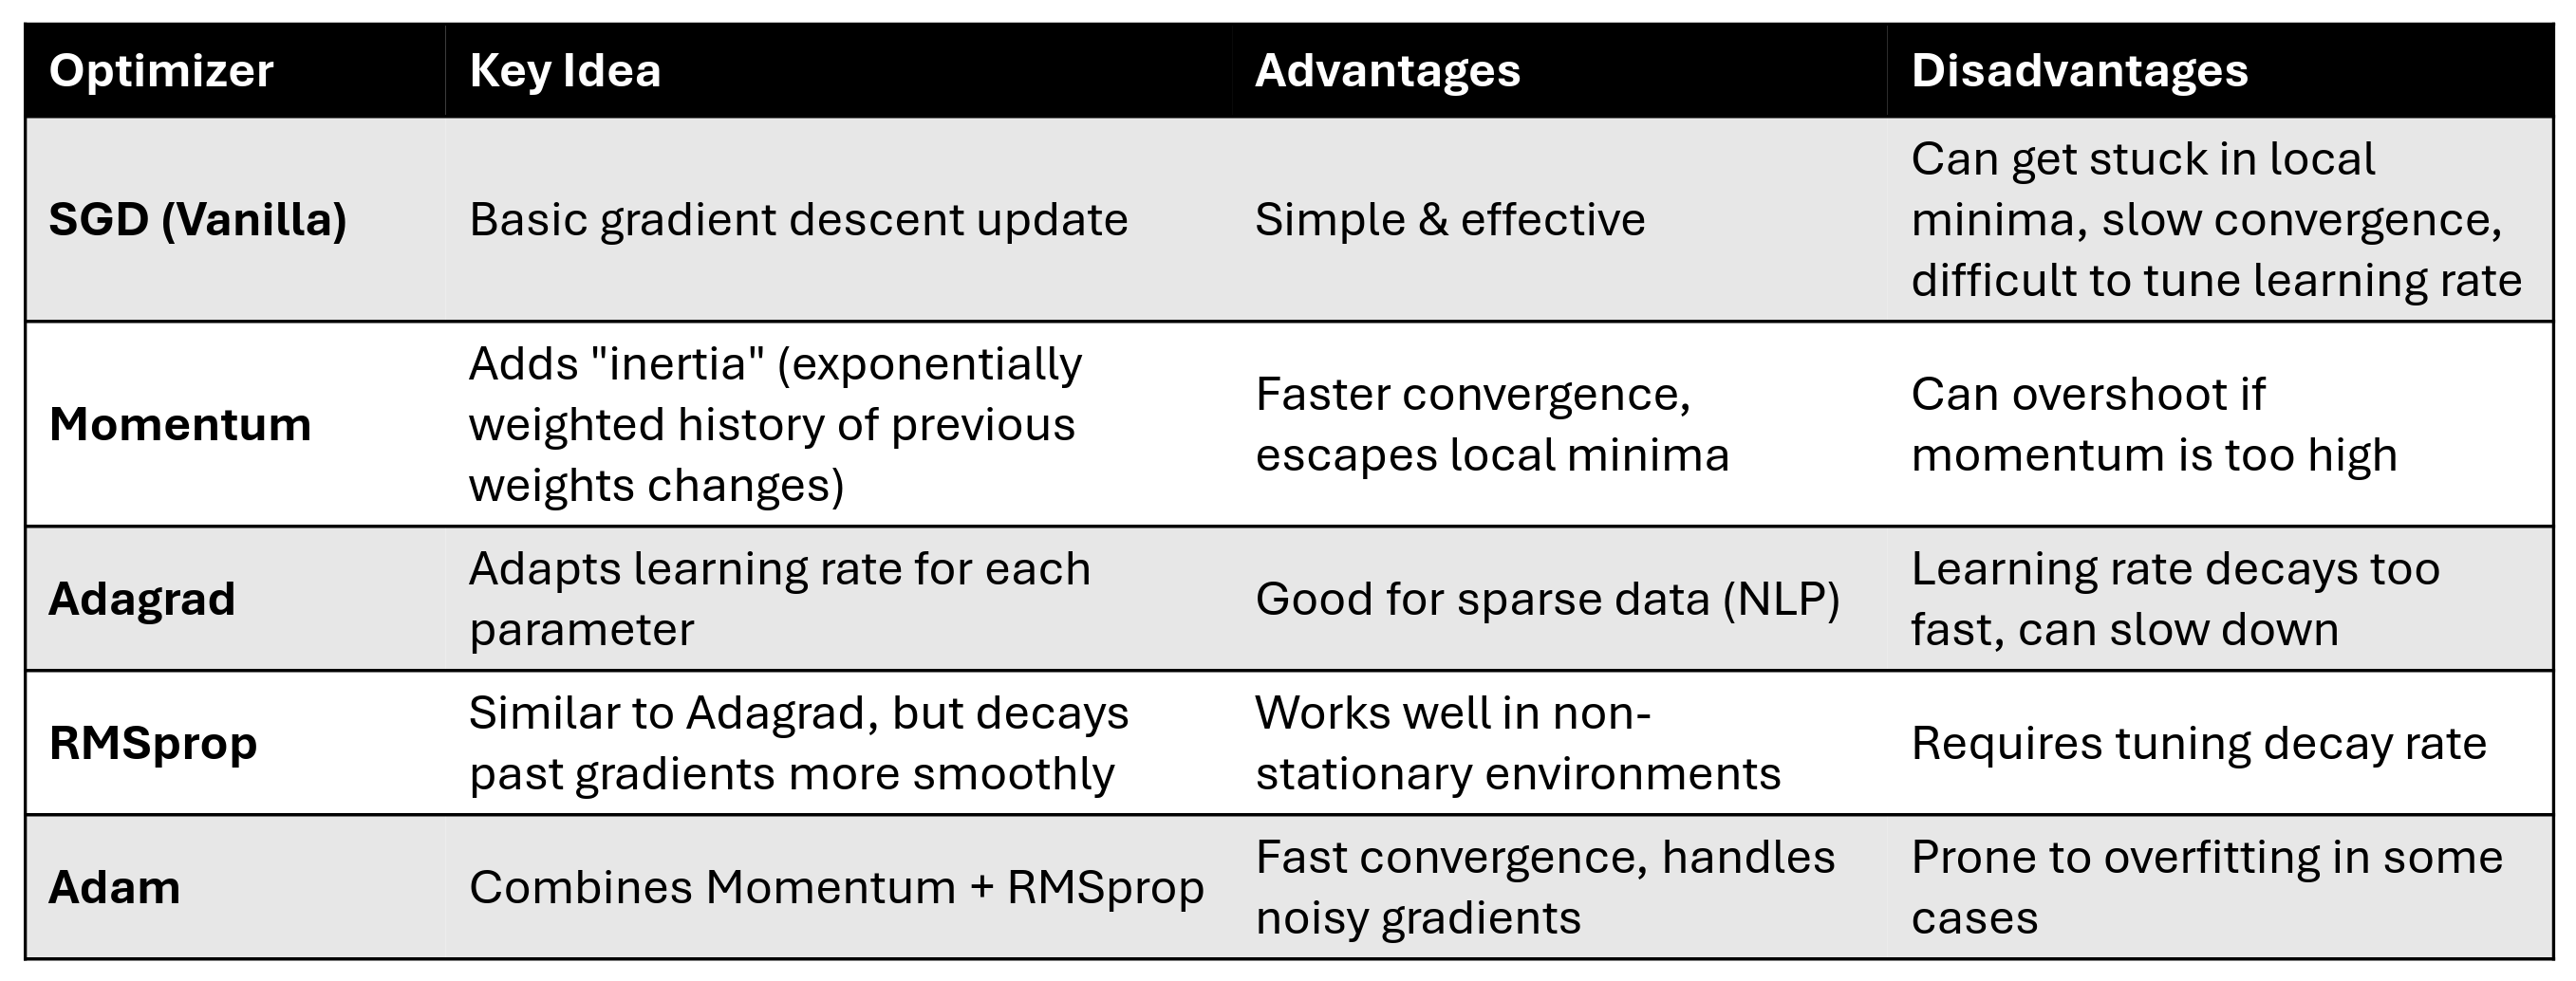 Optimizer
Key Idea
Advantages
Disadvantages
SGD (Vanilla)
Basic gradient descent update
Simple & effective
Can get stuck in local
minima, slow convergence,
difficult to tune learning rate
Momentum
Adds "inertia" (exponentially
weighted history of previous
weights changes)
Faster convergence,
escapes local minima
Can overshoot if
momentum is too high
Adagrad
Adapts learning rate for each
parameter
Good for sparse data (NLP)
Learning rate decays too
fast, can slow down
RMSprop
Similar to Adagrad, but decays
past gradients more smoothly
Works well in non-
stationary environments
Requires tuning decay rate
Adam
Combines Momentum + RMSprop
Fast convergence, handles
noisy gradients
Prone to overfitting in some
cases